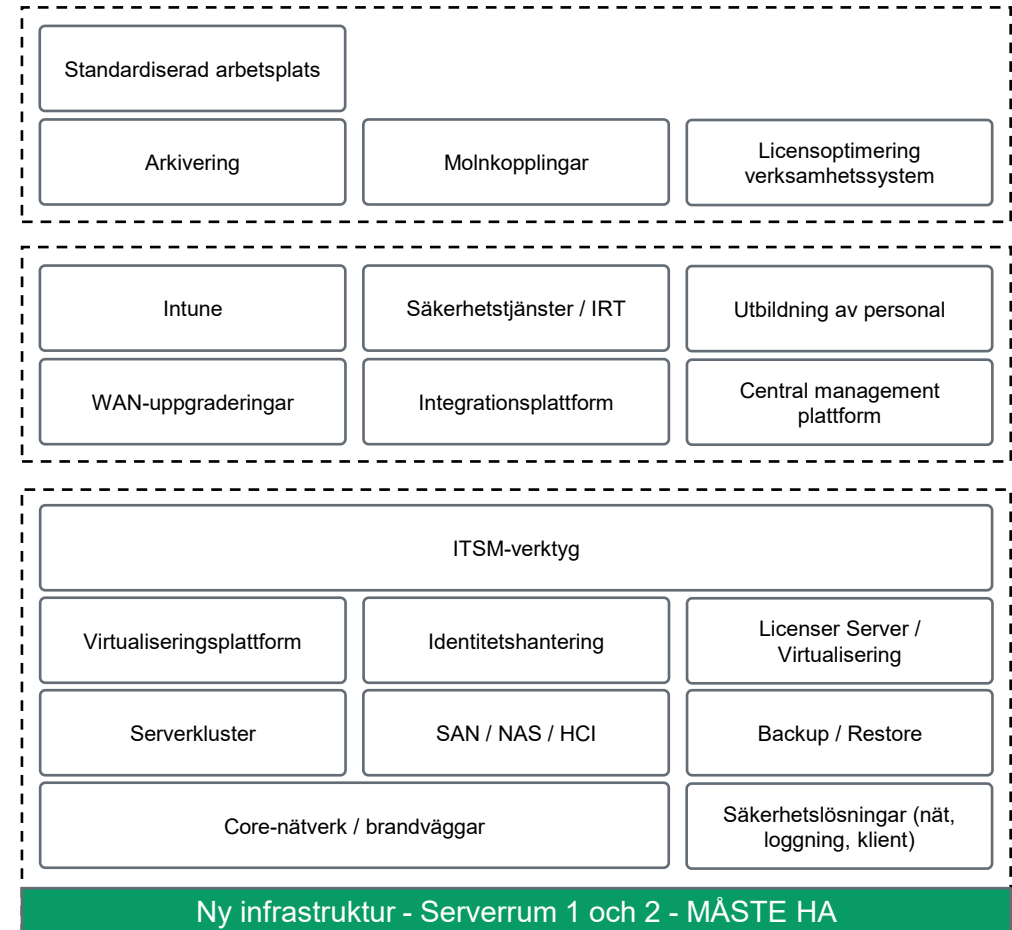 Standardiserad arbetsplats
Arkivering
Molnkopplingar
Licensoptimering
verksamhetssystem
Intune
Säkerhetstjänster / IRT
Utbildning av personal
WAN-uppgraderingar
Integrationsplattform
Central management
plattform
ITSM-verktyg
Virtualiseringsplattform
Identitetshantering
Licenser Server /
Virtualisering
Serverkluster
SAN / NAS / HCI
Backup / Restore
Core-nätverk / brandväggar
Säkerhetslösningar (nät,
loggning, klient)
Ny infrastruktur - Serverrum 1 och 2 - MÅSTE HA